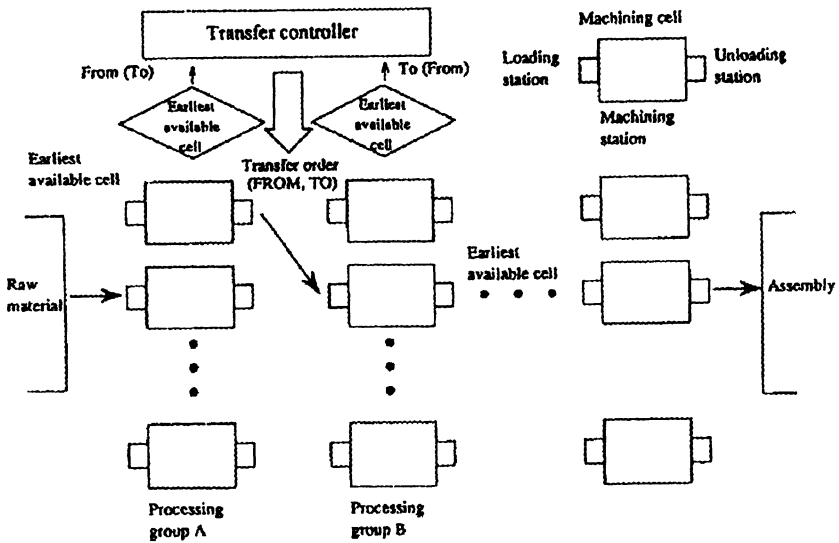 Transfer controller
Machining cell
Loading
station
Unloading
station
From (To)
To (From)
Earliest
available
cell
Earliest
available
cell
Machining
station
Transfer order
(FROM, TO)
Earliest
available cell
Earliest
available cell
Raw
material
Assembly
Processing
group A
Processing
group B